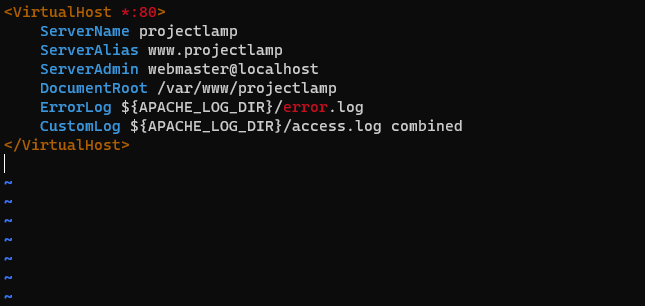 <VirtualHost *:80>
    ServerName projectlamp
    ServerAlias www.projectlamp
    ServerAdmin webmaster@localhost
    DocumentRoot /var/www/projectlamp
    ErrorLog ${APACHE_LOG_DIR}/error.log
    CustomLog ${APACHE_LOG_DIR}/access.log combined
</VirtualHost>
~
~
~
~
~
~
~